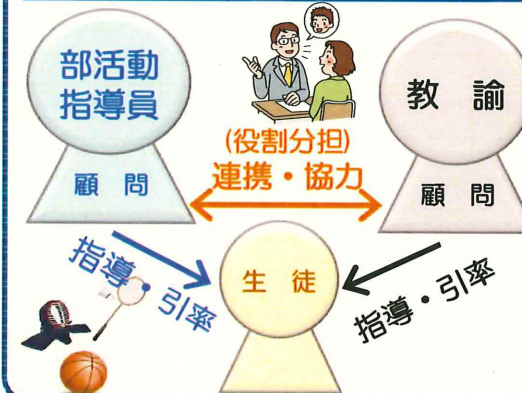 部活動
指導員
顧問
(役割分担)
連携・協力
教諭
顧問
指導・引率
生徒
指導・引率